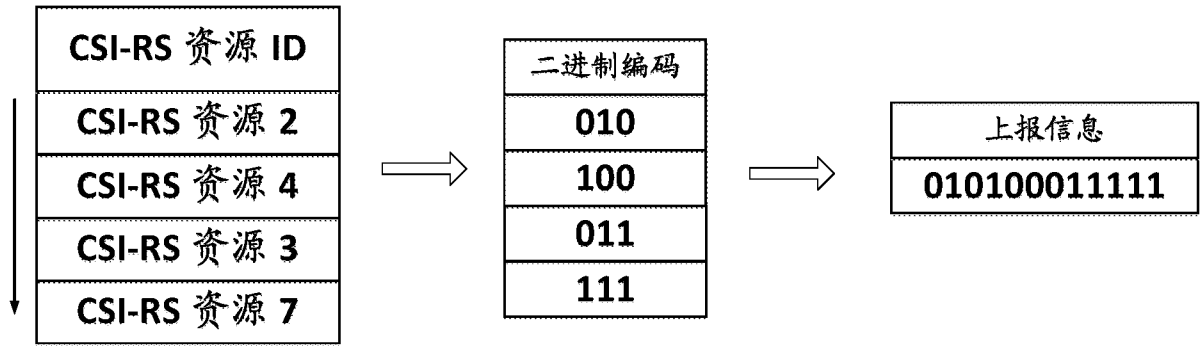 CSI-RS 资源 ID
CSI-RS 资源 2
CSI-RS 资源 4
CSI-RS 资源 3
CSI-RS 资源 7
二进制编码
010
100
011
111
上报信息
010100011111